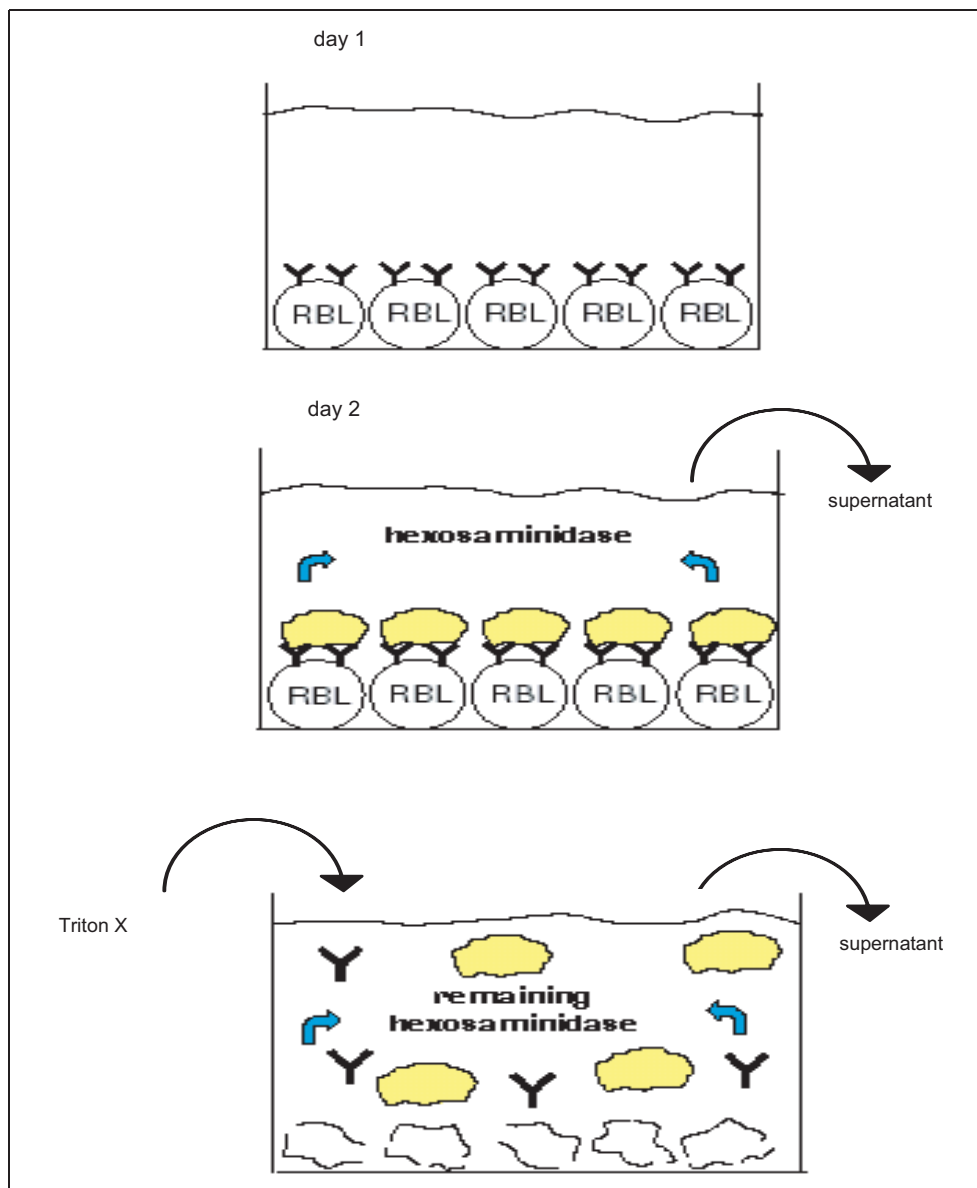 day 1
RBL RBL RBL RBL RBL
day 2
supernatant
hexosaminidase
RBL RBL RBL RBL RBL
Triton X
supernatant
remaining
hexosaminidase